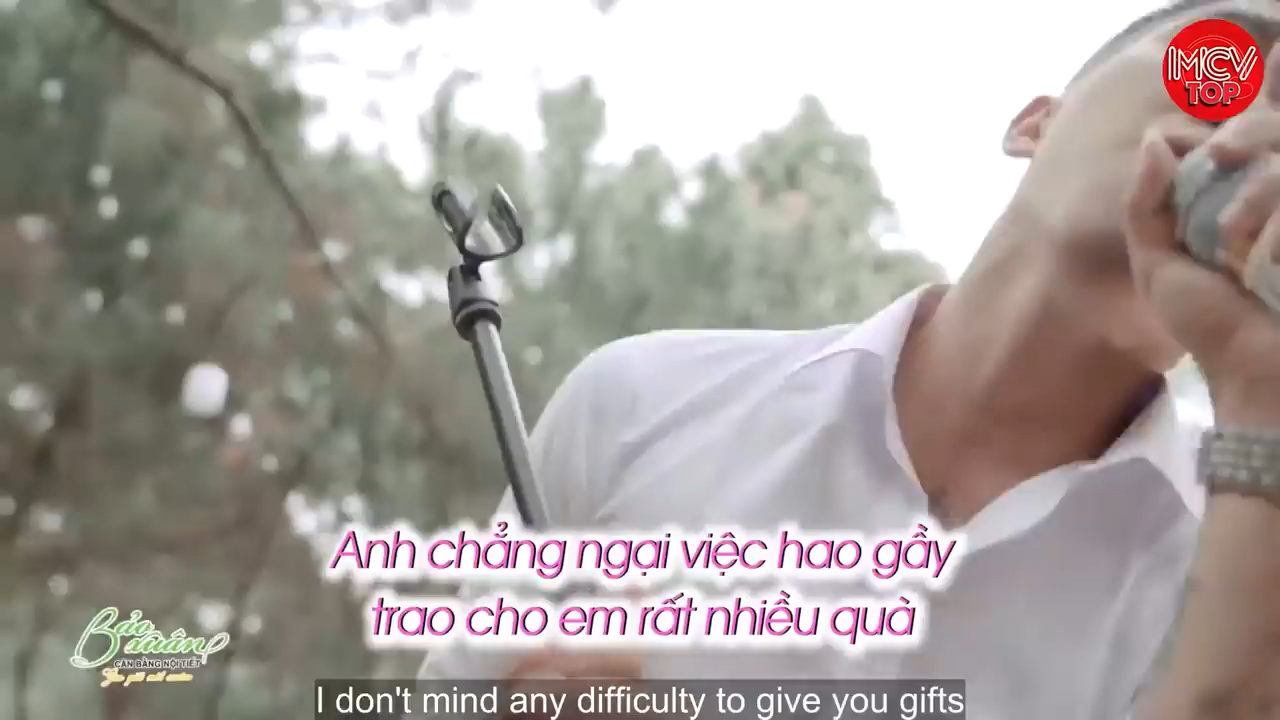 MCV
TOP
Anh chẳng ngại việc hao gầy
trao cho em rất nhiều quà
Bảo
Xuân
CÂN BẰNG NỘI TIẾT
I don't mind any difficulty to give you gifts